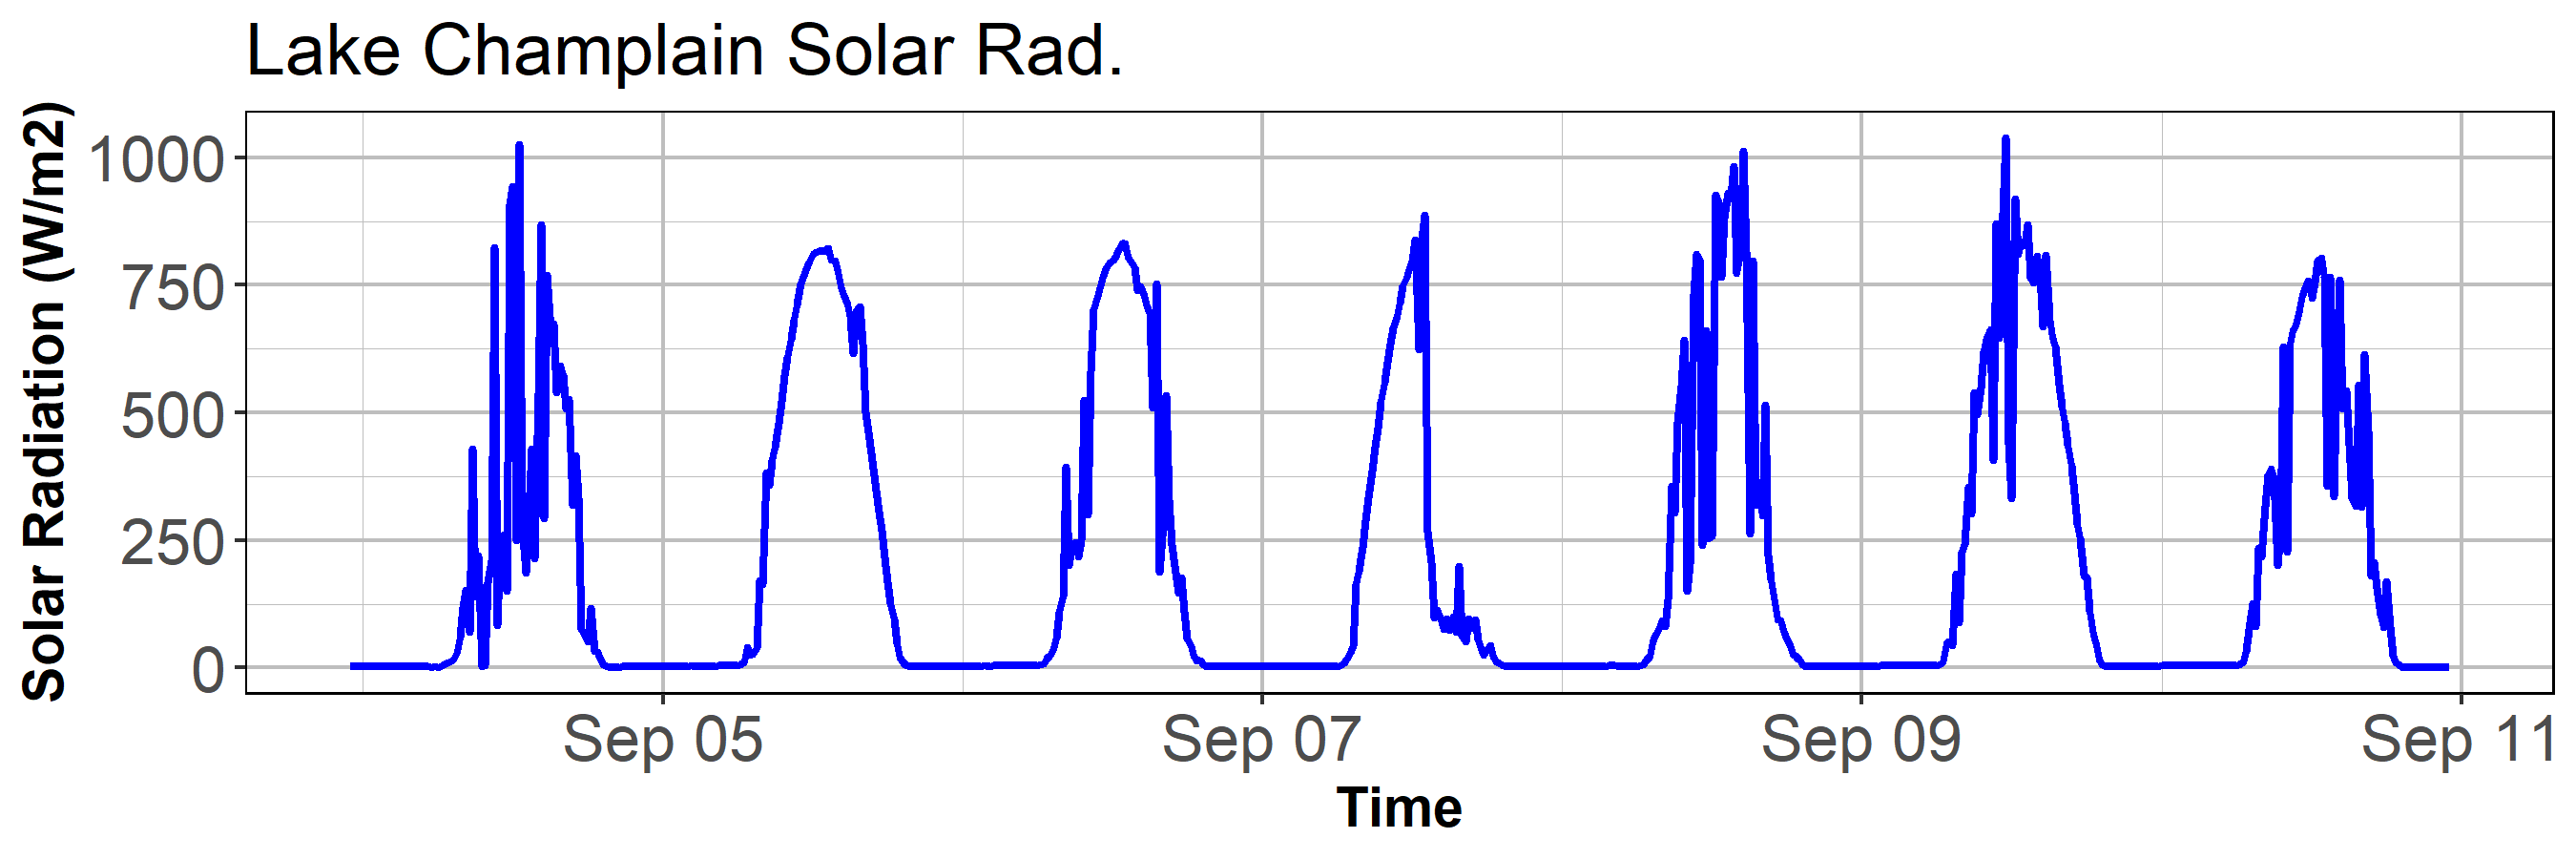 Lake Champlain Solar Rad.
Solar Radiation (W/m2)
1000
750
500
250
0
Sep 05
Sep 07
Sep 09
Sep 11
Time